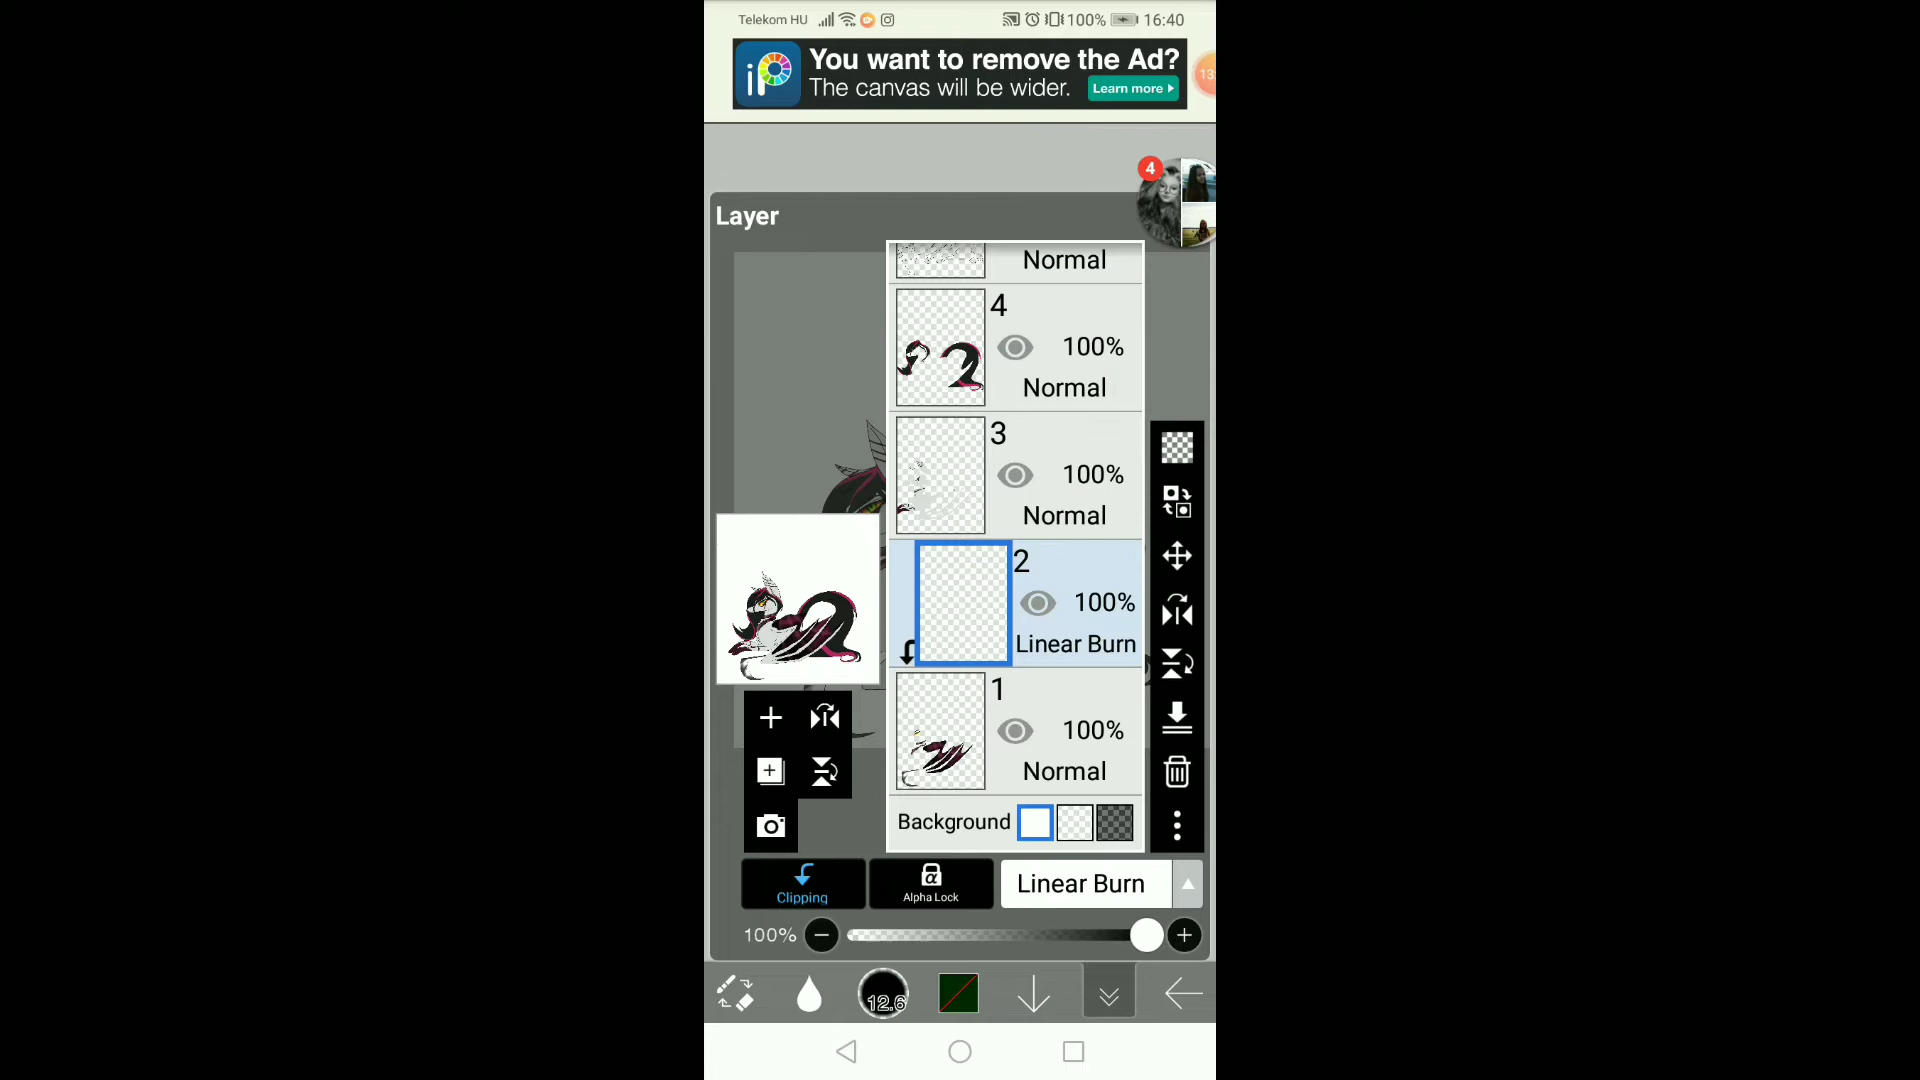 Telekom HU 100% 16:40
iP You want to remove the Ad?
The canvas will be wider. Learn more
13:
4
Layer
Normal
4
100%
Normal
3
100%
Normal
2
100%
Linear Burn
1
100%
Normal
Background
Clipping
α
Alpha Lock
Linear Burn
100%
12.6